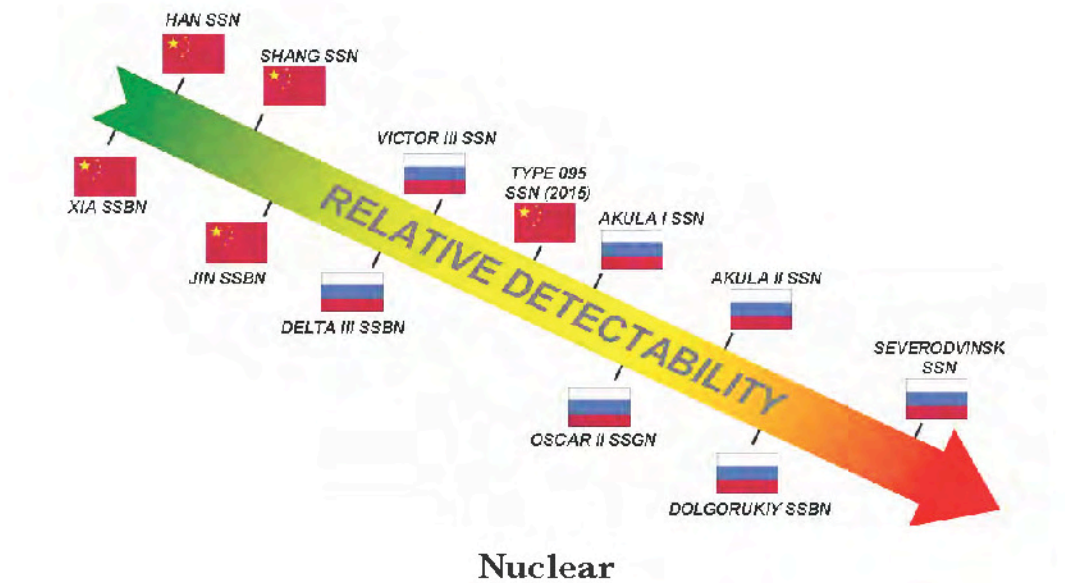 HAN SSN
SHANG SSN
XIA SSBN
JIN SSBN
VICTOR III SSN
DELTA III SSBN
TYPE 095
SSN (2015)
AKULA I SSN
RELATIVE DETECTABILITY
OSCAR II SSGN
AKULA II SSN
DOLGORUKIY SSBN
SEVERODVINSK
SSN
Nuclear